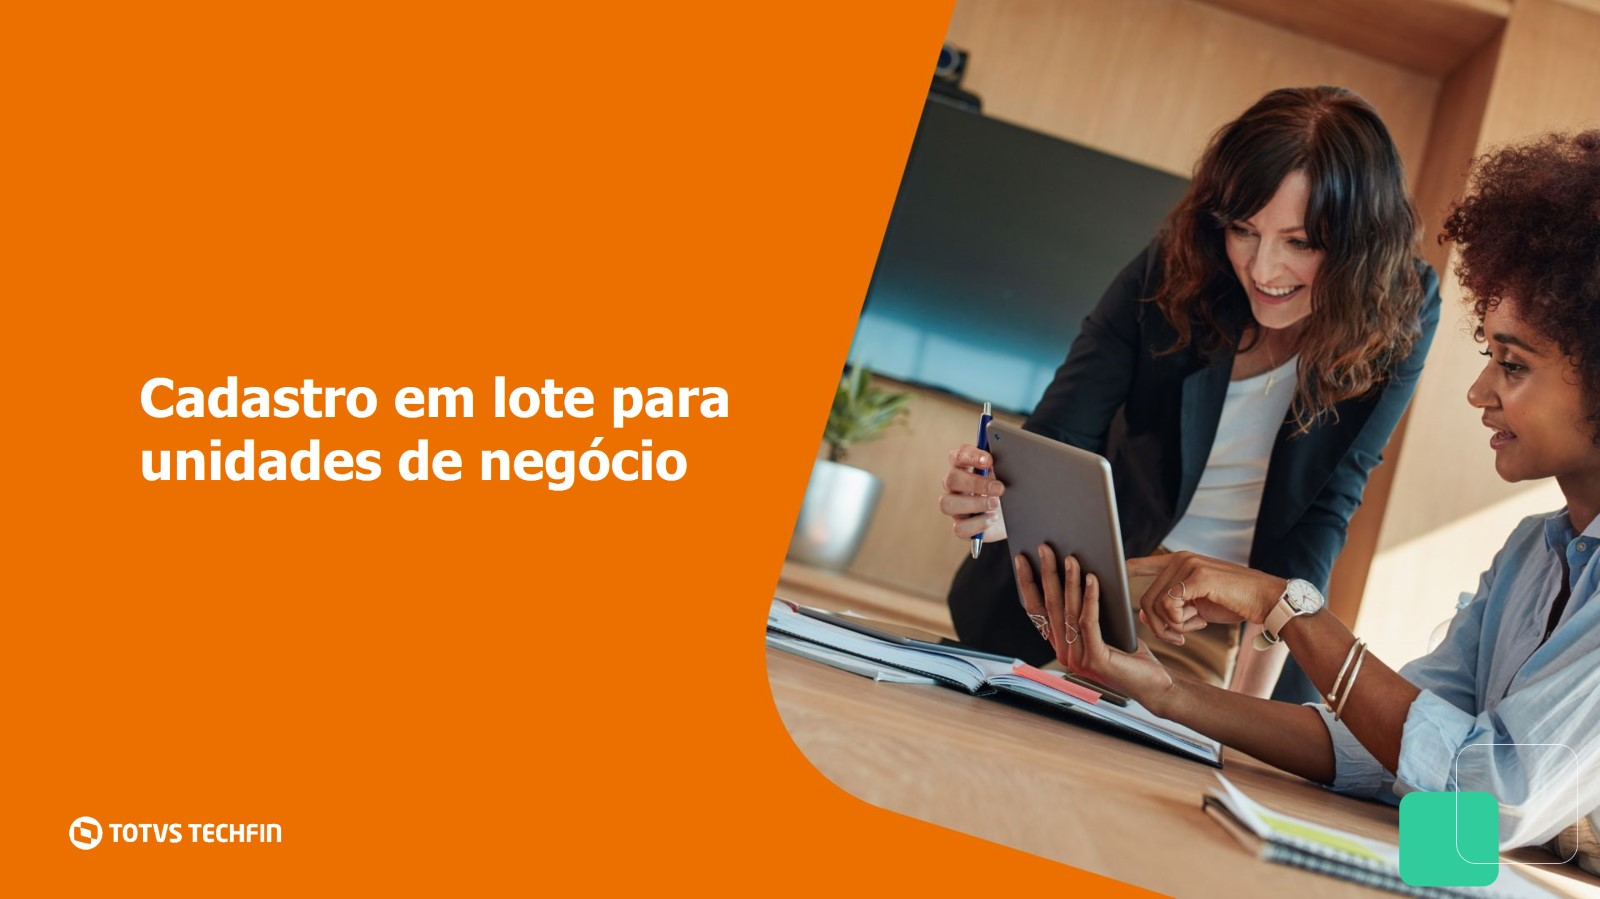 Cadastro em lote para
unidades de negócio
TOTVS TECHFIN